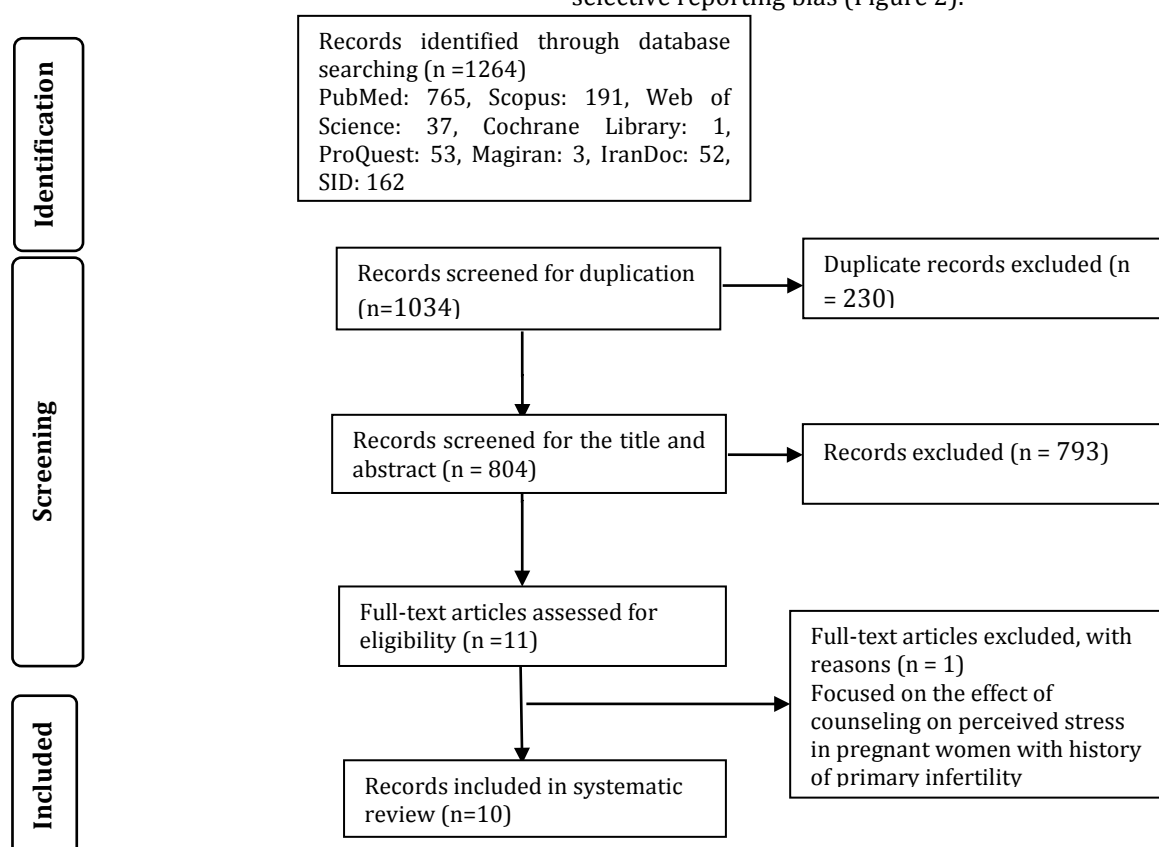 selective reporting bias (Figure 2).
Identification
Records identified through database
searching (n =1264)
PubMed: 765, Scopus: 191, Web of
Science: 37, Cochrane Library: 1,
ProQuest: 53, Magiran: 3, IranDoc: 52,
SID: 162
Screening
Records screened for duplication
(n=1034)
Duplicate records excluded (n
= 230)
Records screened for the title and
abstract (n = 804)
Records excluded (n = 793)
Full-text articles assessed for
eligibility (n =11)
Full-text articles excluded, with
reasons (n = 1)
Focused on the effect of
counseling on perceived stress
in pregnant women with history
of primary infertility
Included
Records included in systematic
review (n=10)